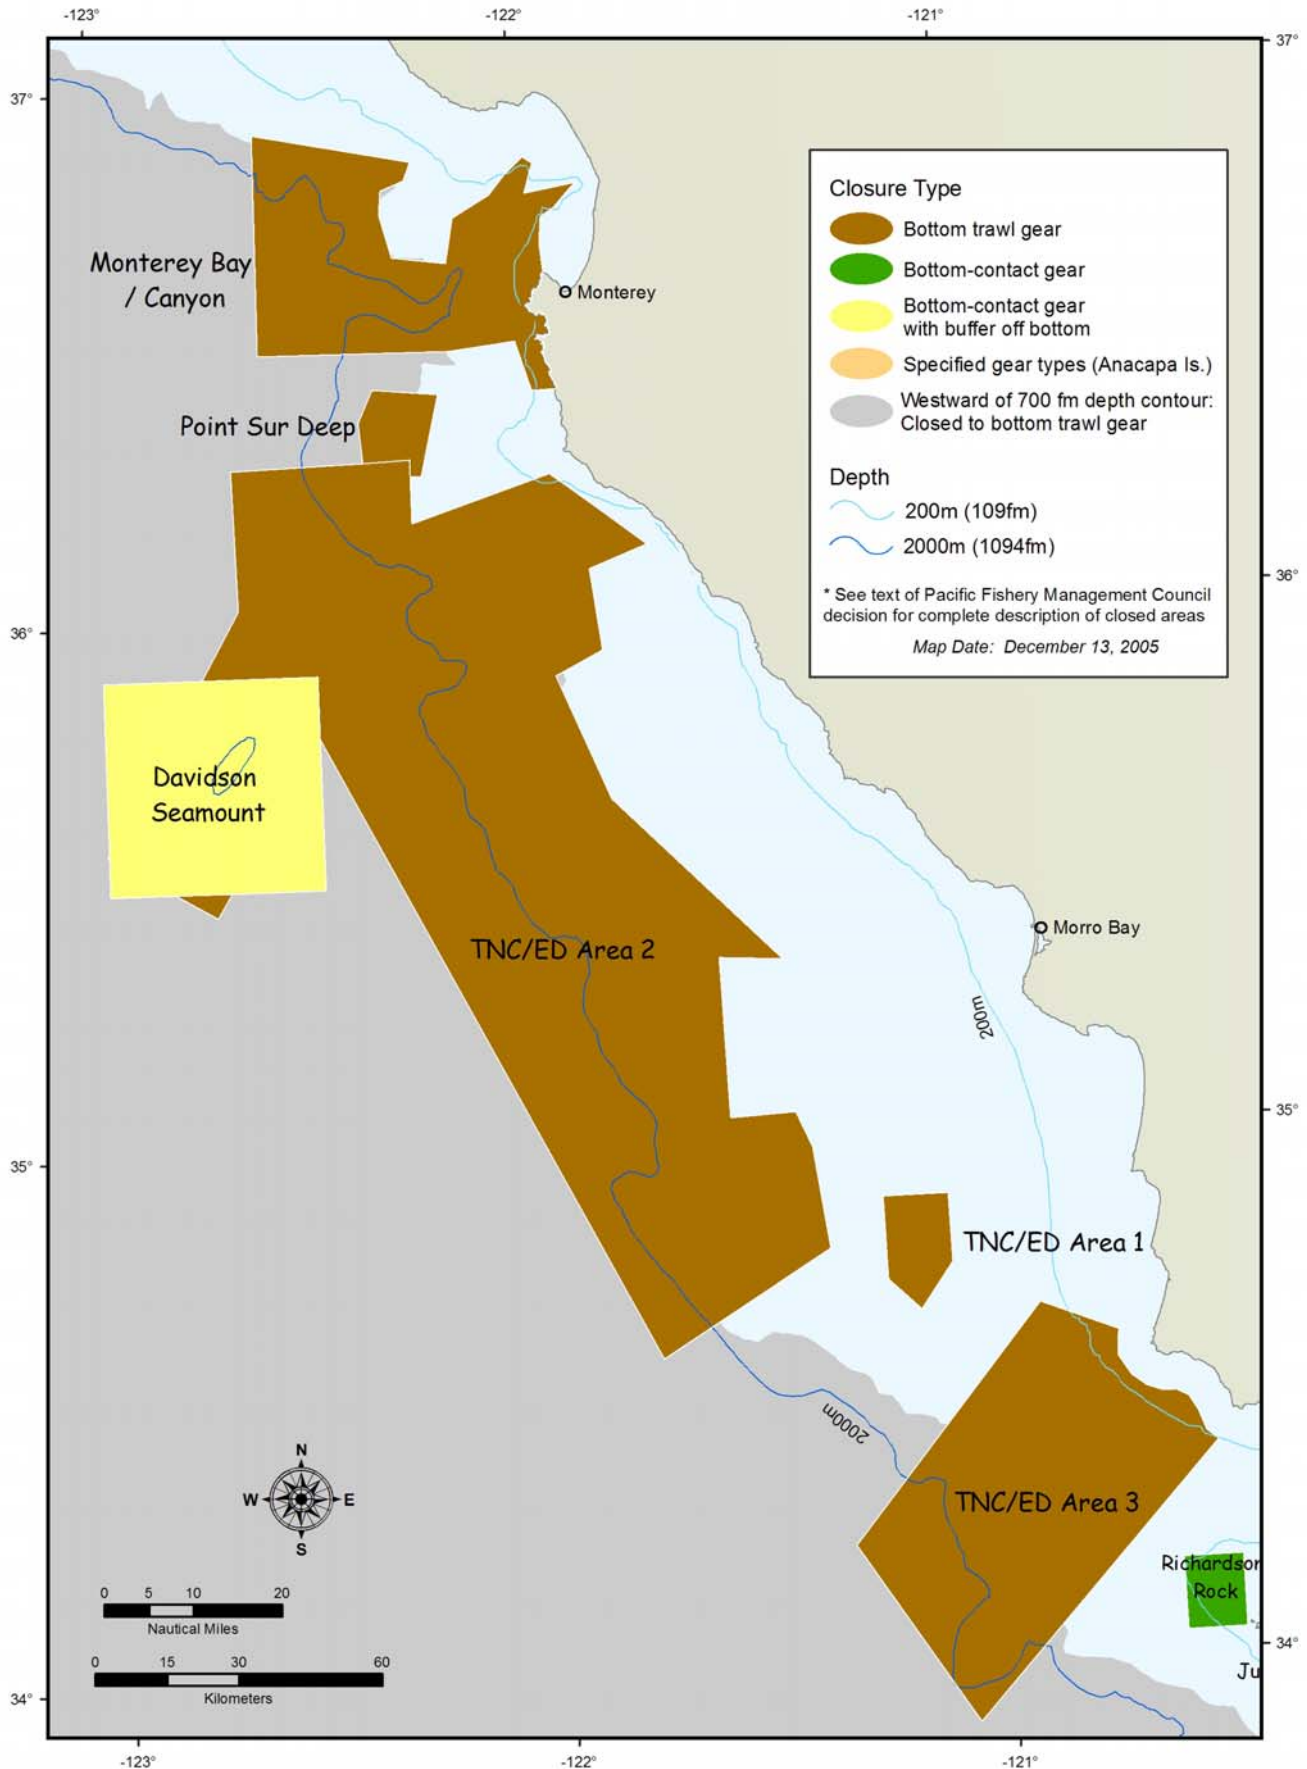 -123°
-122°
-121°
37°
37°
Closure Type
Bottom trawl gear
Bottom-contact gear
Bottom-contact gear
with buffer off bottom
Specified gear types (Anacapa Is.)
Westward of 700 fm depth contour:
Closed to bottom trawl gear
Depth
200m (109fm)
2000m (1094fm)
* See text of Pacific Fishery Management Council
decision for complete description of closed areas
Map Date: December 13, 2005
Monterey Bay
/ Canyon
Monterey
Point Sur Deep
36°
36°
Davidson
Seamount
Morro Bay
TNC/ED Area 2
200m
35°
35°
TNC/ED Area 1
2000m
TNC/ED Area 3
N
W
E
S
Richardson
Rock
0 5 10 20
Nautical Miles
0 15 30 60
Kilometers
Ju
34°
34°
-123°
-122°
-121°